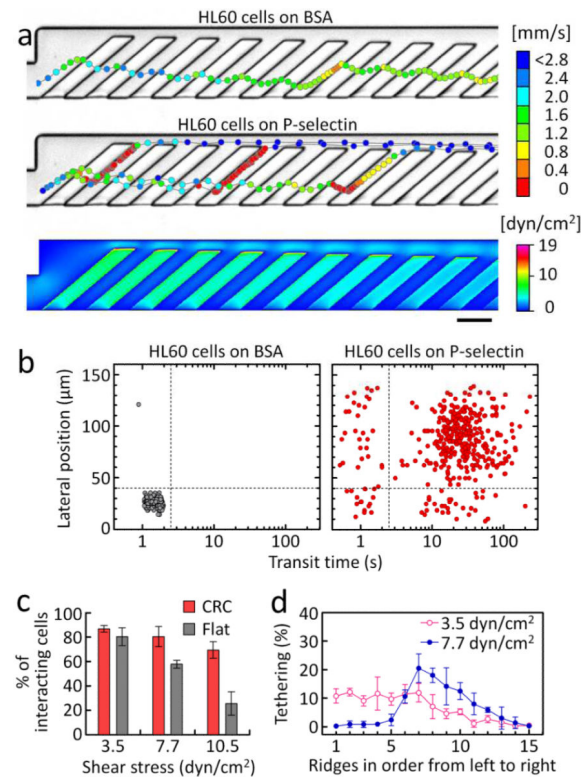 HL60 cells on BSA
a
[mm/s]
<2.8
2.4
2.0
1.6
1.2
0.8
0.4
0
HL60 cells on P-selectin
[dyn/cm²]
19
10
0
b
HL60 cells on BSA
HL60 cells on P-selectin
Lateral position (µm)
150
100
50
0
1 10 100 1 10 100
Transit time (s)
c
CRC
Flat
% of
interacting cells
100
80
60
40
20
0
3.5 7.7 10.5
Shear stress (dyn/cm²)
d
3.5 dyn/cm²
7.7 dyn/cm²
Tethering (%)
40
30
20
10
0
1 5 10 15
Ridges in order from left to right